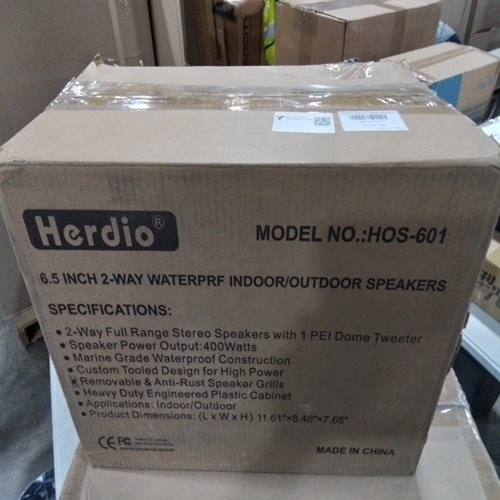 Herdio®
MODEL NO.:HOS-601
6.5 INCH 2-WAY WATERPRF INDOOR/OUTDOOR SPEAKERS
SPECIFICATIONS:
• 2-Way Full Range Stereo Speakers with 1 PEI Dome Tweeter
• Speaker Power Output:400Watts
• Marine Grade Waterproof Construction
• Custom Tooled Design for High Power
• Removable & Anti-Rust Speaker Grills
• Heavy Duty Engineered Plastic Cabinet
• Applications: Indoor/Outdoor
• Product Dimensions: (L x W x H) 11.61"×8.46"×7.68"
CE FC
MADE IN CHINA